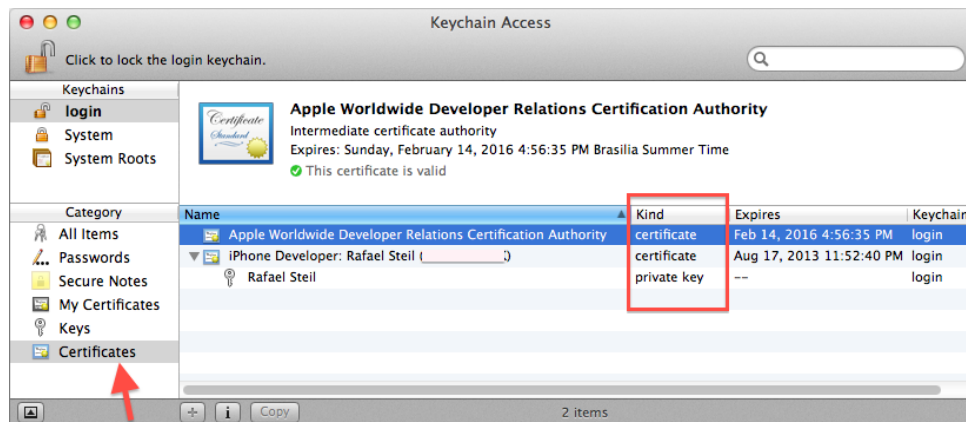 Keychain Access
Click to lock the login keychain.
Keychains
login
System
System Roots
Certificate
Standard
Apple Worldwide Developer Relations Certification Authority
Intermediate certificate authority
Expires: Sunday, February 14, 2016 4:56:35 PM Brasilia Summer Time
This certificate is valid
Category
All Items
Passwords
Secure Notes
My Certificates
Keys
Certificates
Name Kind Expires Keychain
Apple Worldwide Developer Relations Certification Authority certificate Feb 14, 2016 4:56:35 PM login
iPhone Developer: Rafael Steil ( ) certificate Aug 17, 2013 11:52:40 PM login
Rafael Steil private key -- login
+ i Copy 2 items